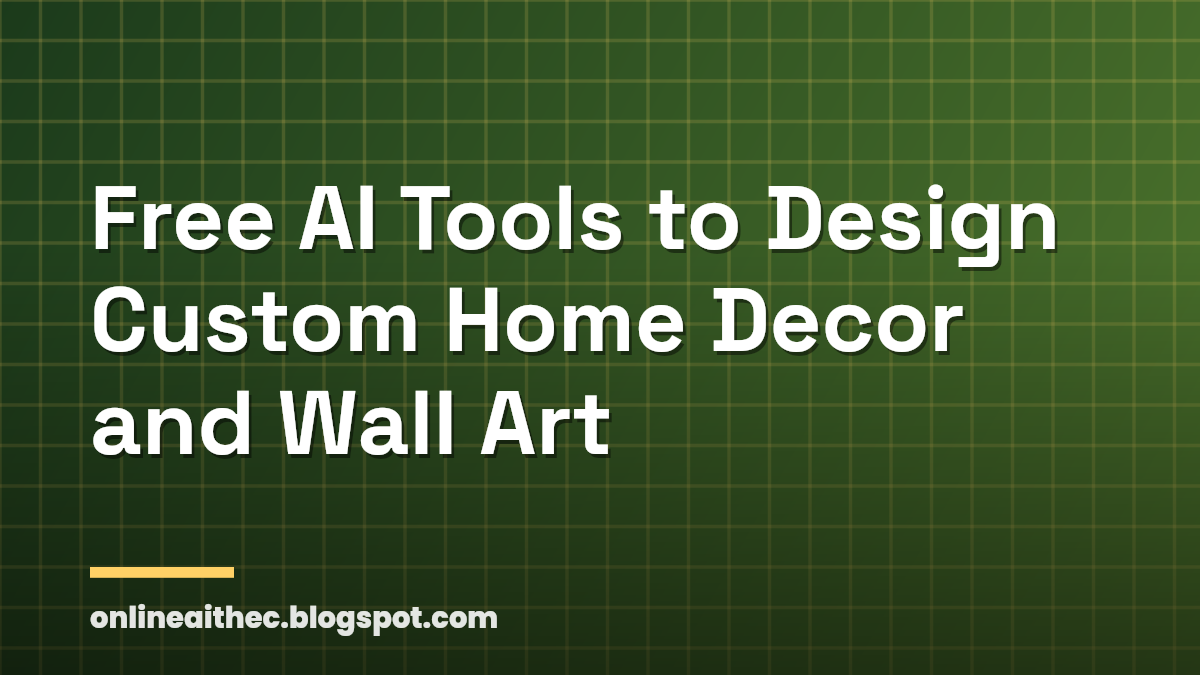 Free AI Tools to Design
Custom Home Decor
and Wall Art
onlineaithec.blogspot.com